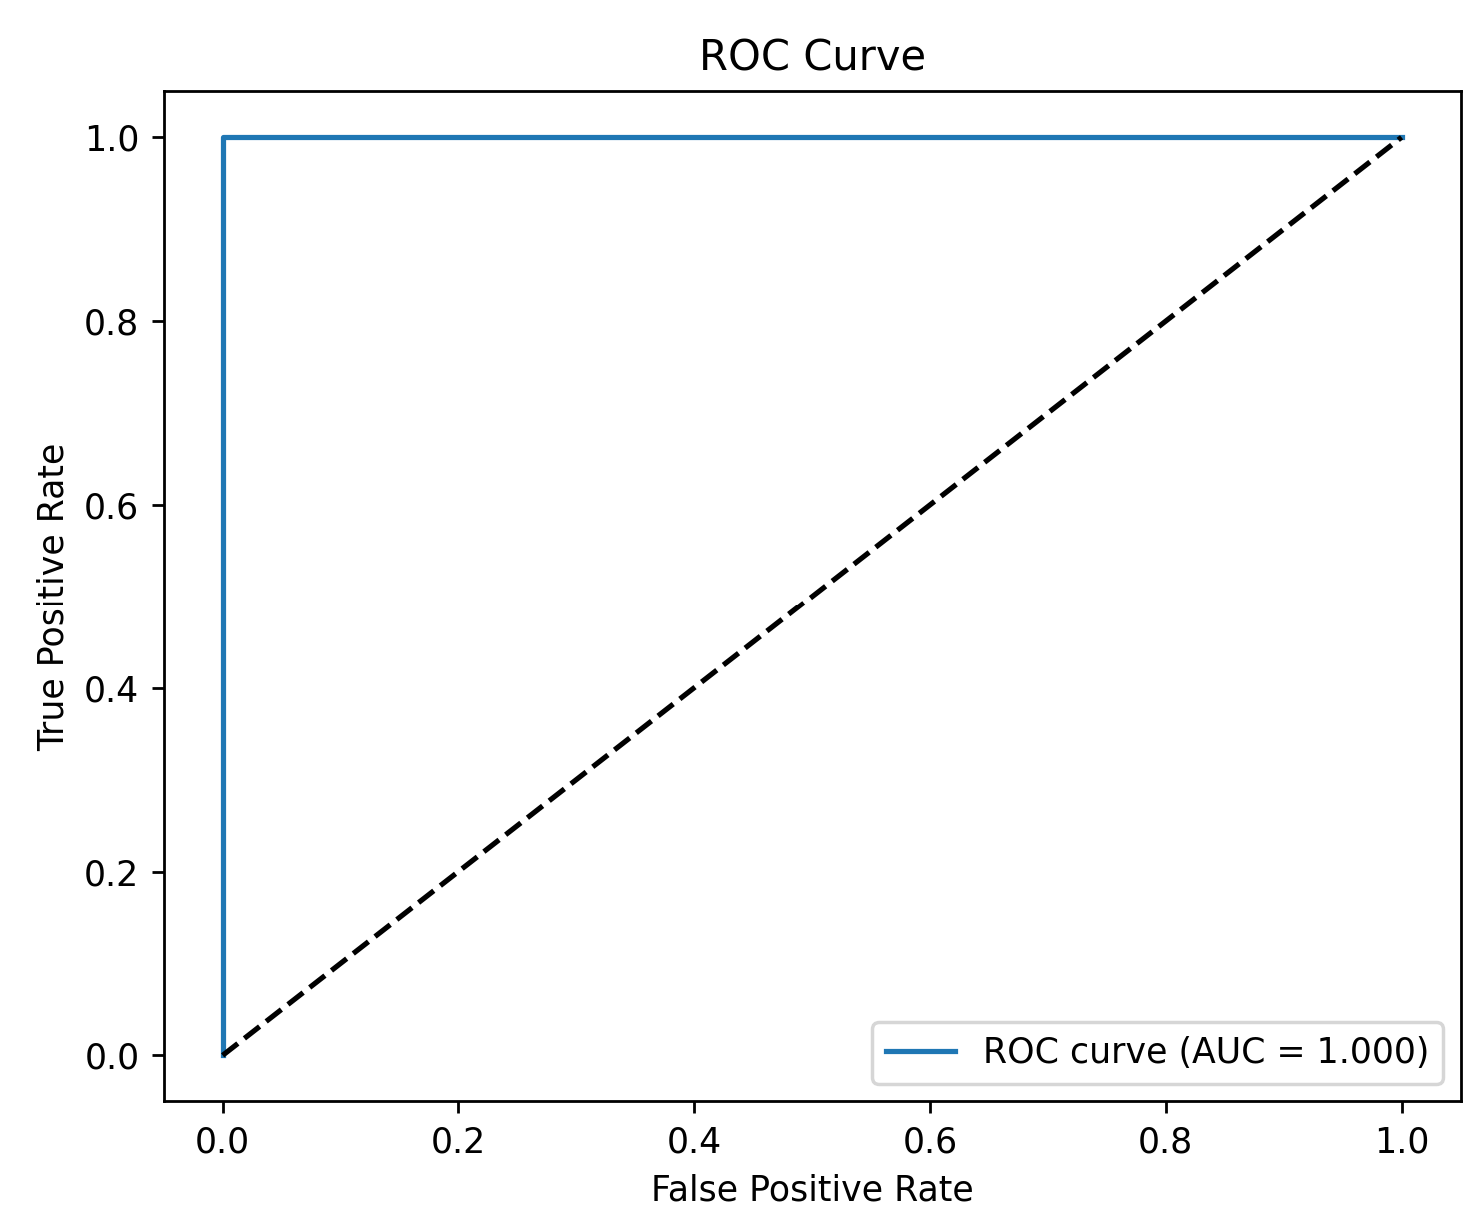 ROC Curve
1.0
0.8
0.6
0.4
0.2
0.0
True Positive Rate
ROC curve (AUC = 1.000)
0.0 0.2 0.4 0.6 0.8 1.0
False Positive Rate